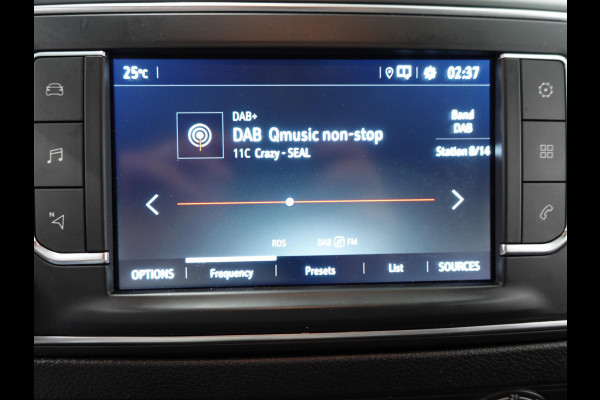 25°C
02:37
DAB+
DAB Qmusic non-stop
11C Crazy - SEAL
Band
DAB
Station 8/14
N
RDS
DAB FM
OPTIONS
Frequency
Presets
List
SOURCES